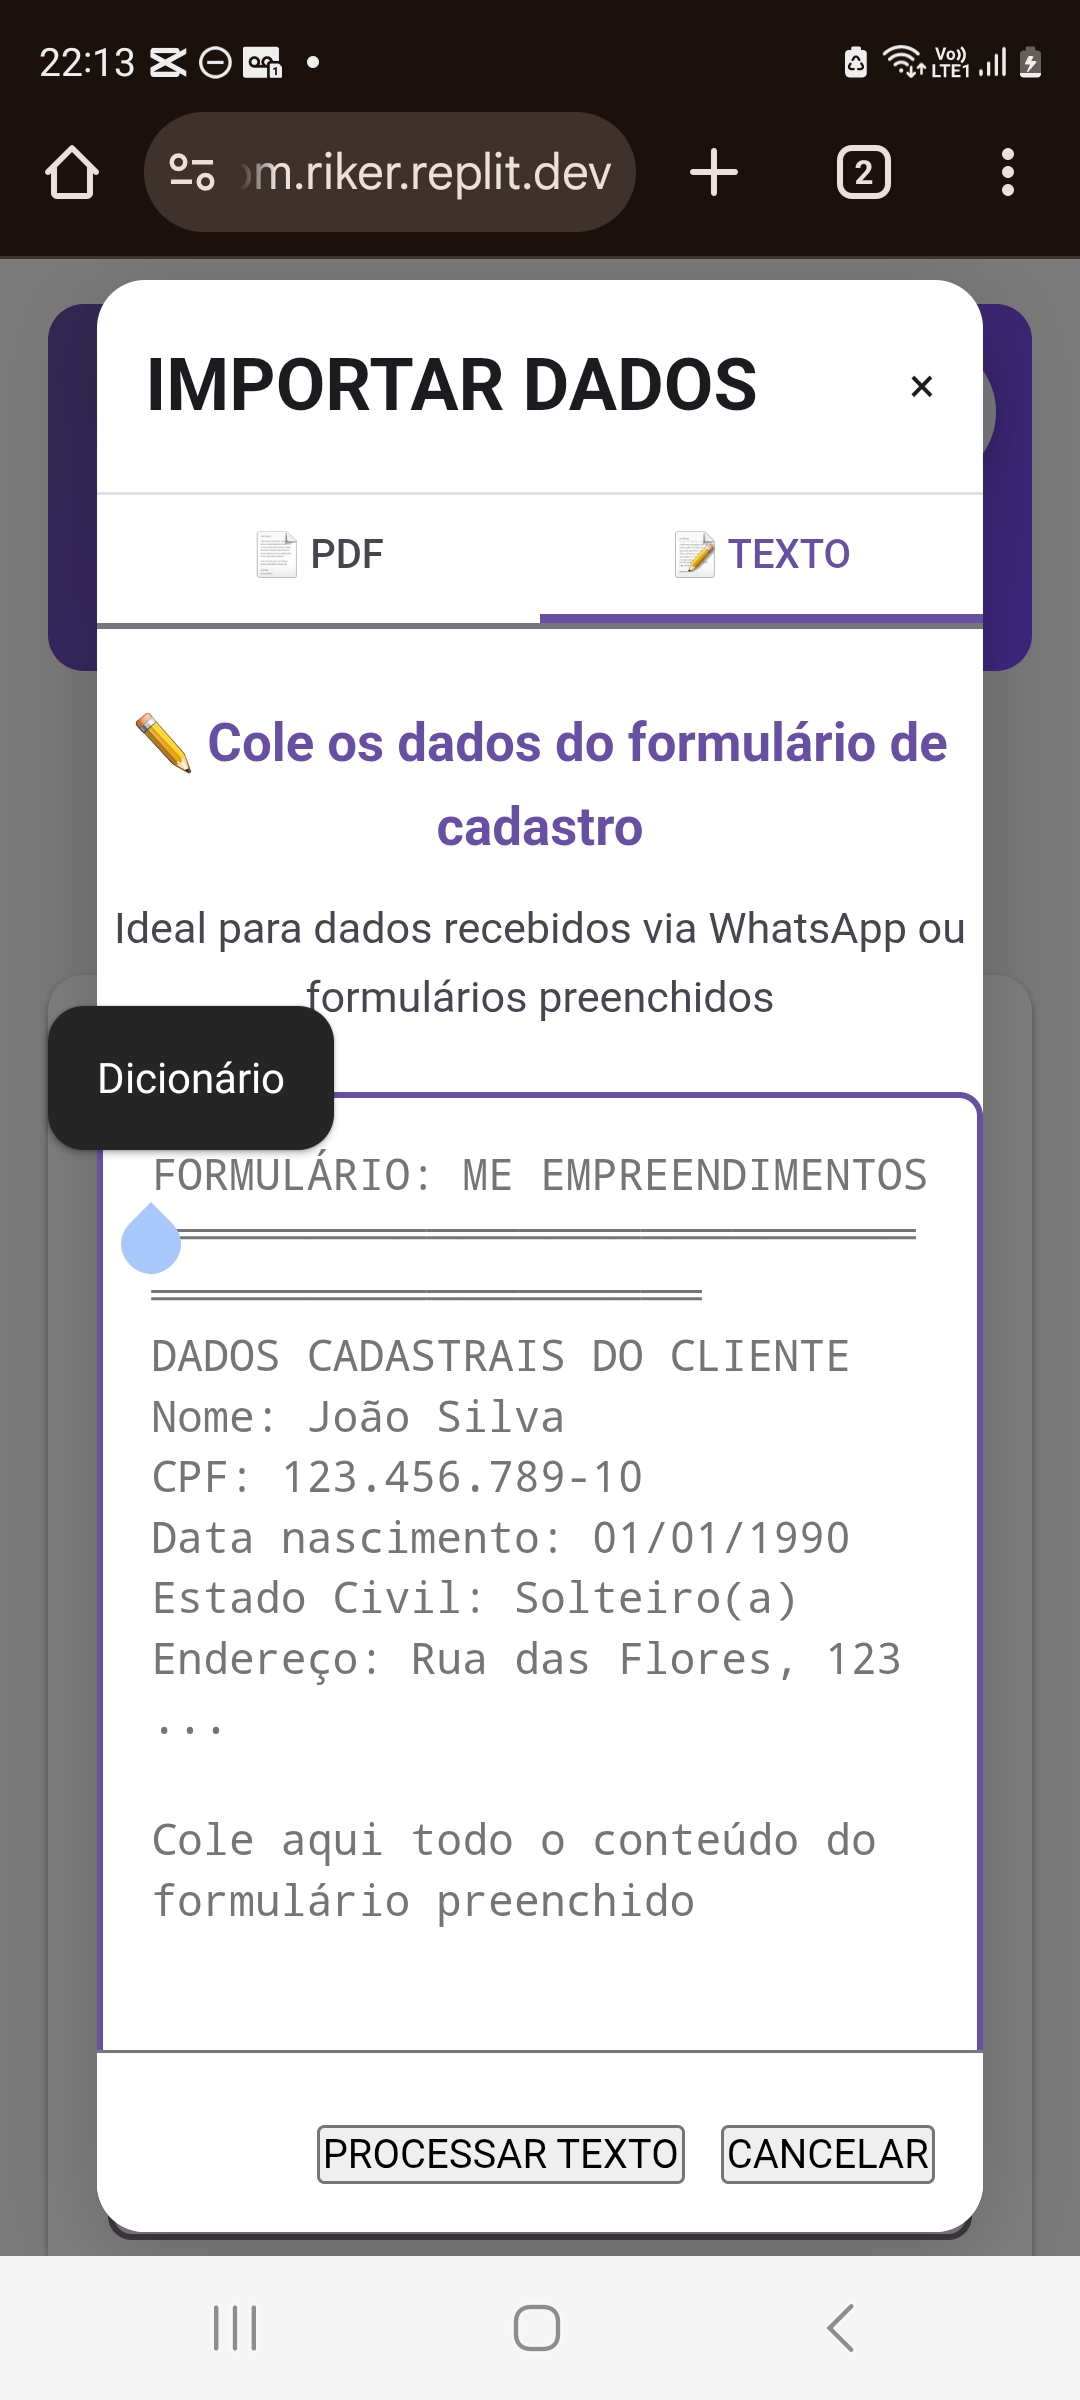 22:13
Vo))
LTE1
om.riker.replit.dev
2
IMPORTAR DADOS
×
PDF
TEXTO
Cole os dados do formulário de
cadastro
Ideal para dados recebidos via WhatsApp ou
formulários preenchidos
Dicionário
FORMULÁRIO: ME EMPREENDIMENTOS
DADOS CADASTRAIS DO CLIENTE
Nome: João Silva
CPF: 123.456.789-10
Data nascimento: 01/01/1990
Estado Civil: Solteiro(a)
Endereço: Rua das Flores, 123
...
Cole aqui todo o conteúdo do
formulário preenchido
PROCESSAR TEXTO
CANCELAR